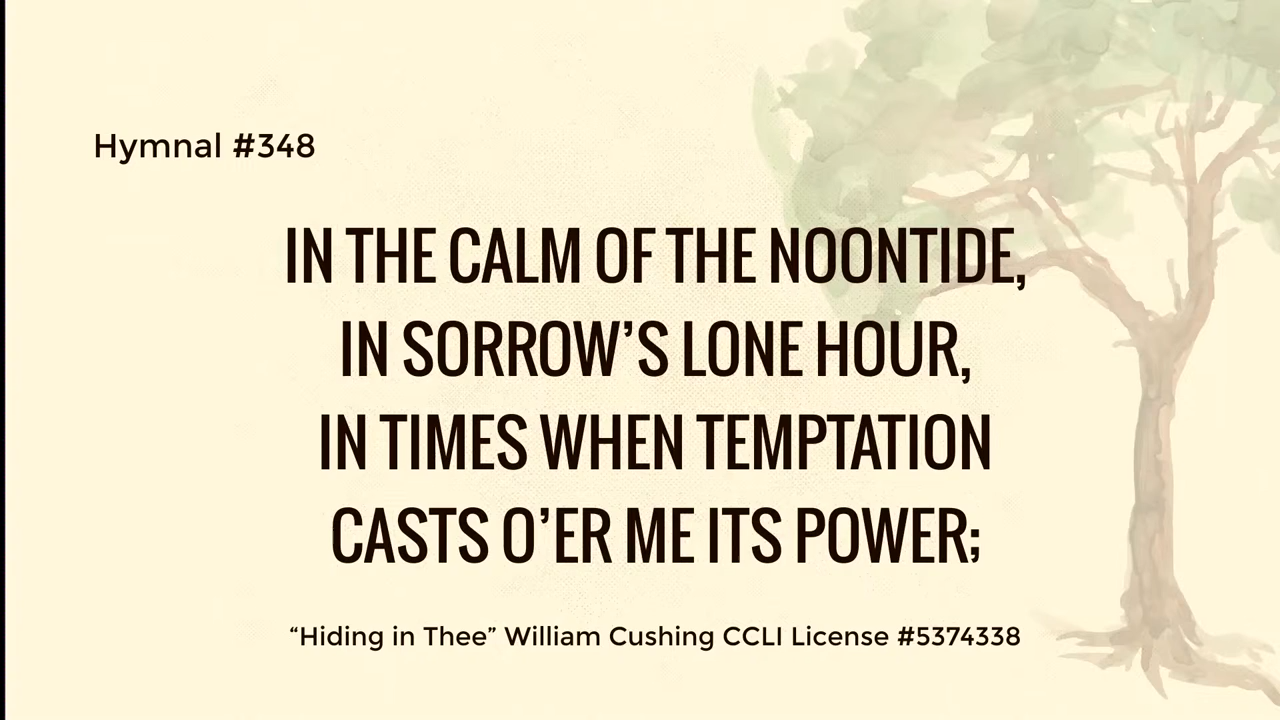 Hymnal #348
IN THE CALM OF THE NOONTIDE,
IN SORROW’S LONE HOUR,
IN TIMES WHEN TEMPTATION
CASTS O’ER ME ITS POWER;
“Hiding in Thee” William Cushing CCLI License #5374338